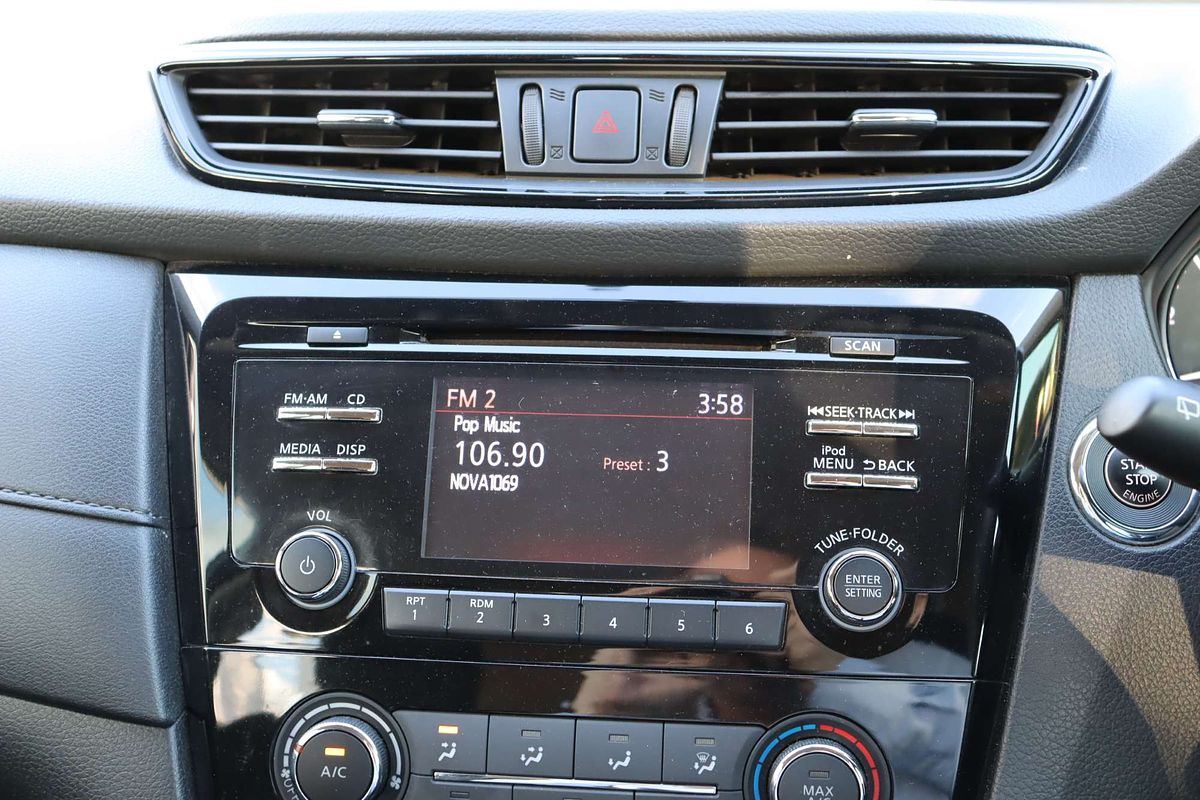 SCAN
FM·AM CD
MEDIA DISP
VOL
FM 2 3:58
Pop Music
106.90 Preset : 3
NOVA1069
SEEK·TRACK
iPod
MENU BACK
TUNE·FOLDER
ENTER
SETTING
RPT RDM
1 2 3 4 5 6
START
STOP
ENGINE
A/C
MAX
A/C